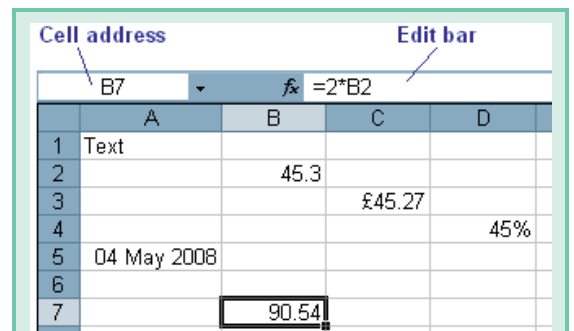 Cell address Edit bar
B7 fx =2*B2
A B C D
1 Text
2 45.3
3 £45.27
4 45%
5 04 May 2008
6
7 90.54